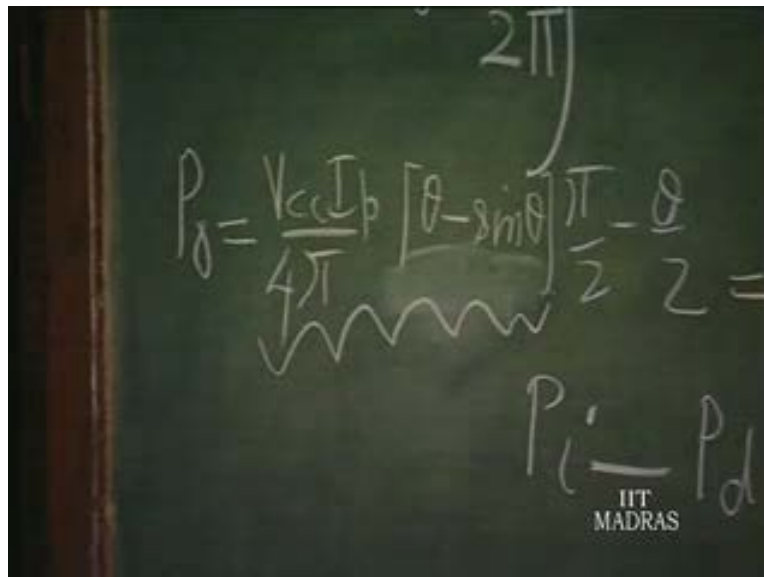 2π
P₀ = VccIp/4π [θ - sinθ] π/2 - θ/2 =
Pi - Pd
IIT
MADRAS